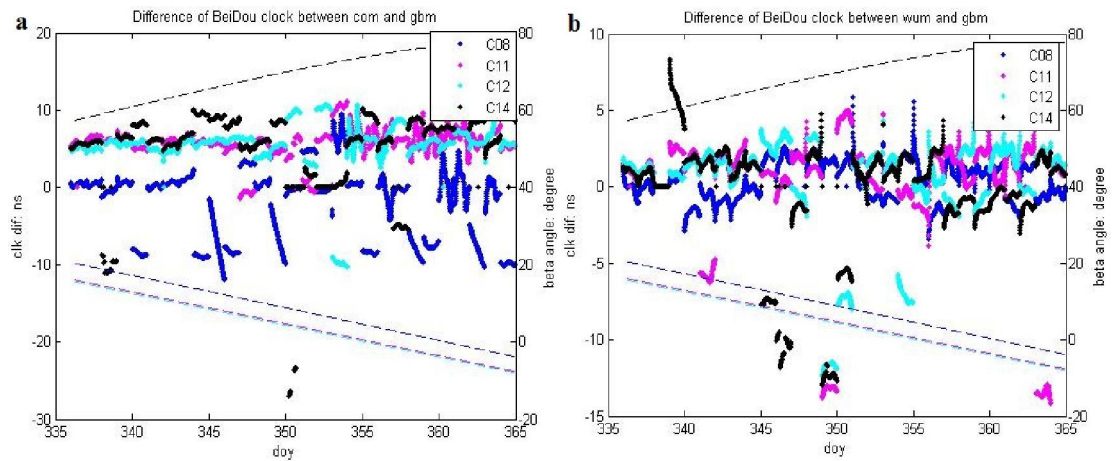 a
Difference of BeiDou clock between com and gbm
20
10
0
-10
-20
-30
clk dif: ns
80
60
40
20
0
-20
beta angle: degree
C08
C11
C12
C14
335
340
345
350
355
360
365
doy
b
Difference of BeiDou clock between wum and gbm
10
5
0
-5
-10
-15
clk dif: ns
80
60
40
20
0
-20
beta angle: degree
C08
C11
C12
C14
335
340
345
350
355
360
365
doy